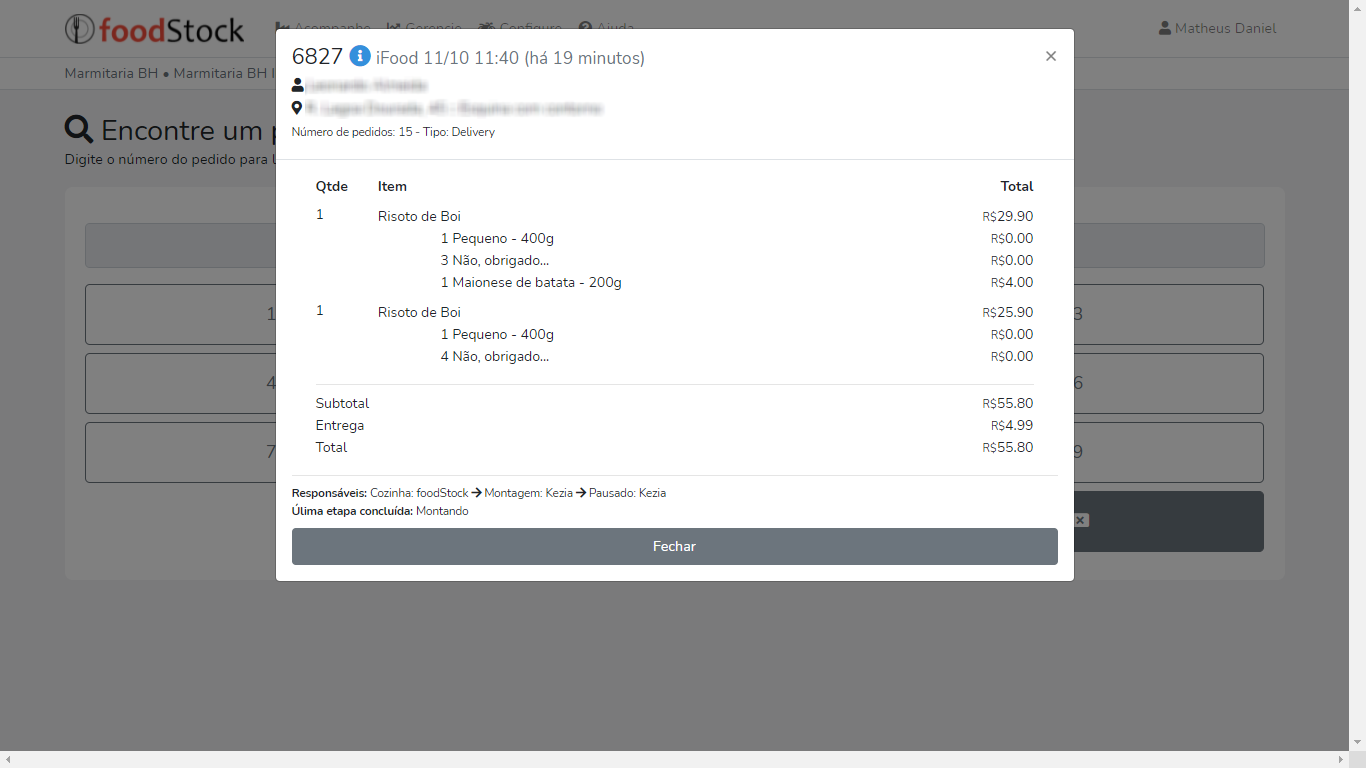 foodStock
Acompanhe Gerencie Configure Ajuda
Matheus Daniel
Marmitaria BH • Marmitaria BH
6827 iFood 11/10 11:40 (há 19 minutos)
×
Número de pedidos: 15 - Tipo: Delivery
Encontre um
Digite o número do pedido para
Qtde Item Total
1 Risoto de Boi R$29.90
1 Pequeno - 400g R$0.00
3 Não, obrigado... R$0.00
1 Maionese de batata - 200g R$4.00
1 Risoto de Boi R$25.90
1 Pequeno - 400g R$0.00
4 Não, obrigado... R$0.00
Subtotal R$55.80
Entrega R$4.99
Total R$55.80
Responsáveis: Cozinha: foodStock → Montagem: Kezia → Pausado: Kezia
Úlima etapa concluída: Montando
Fechar
1 3
4 6
7 9